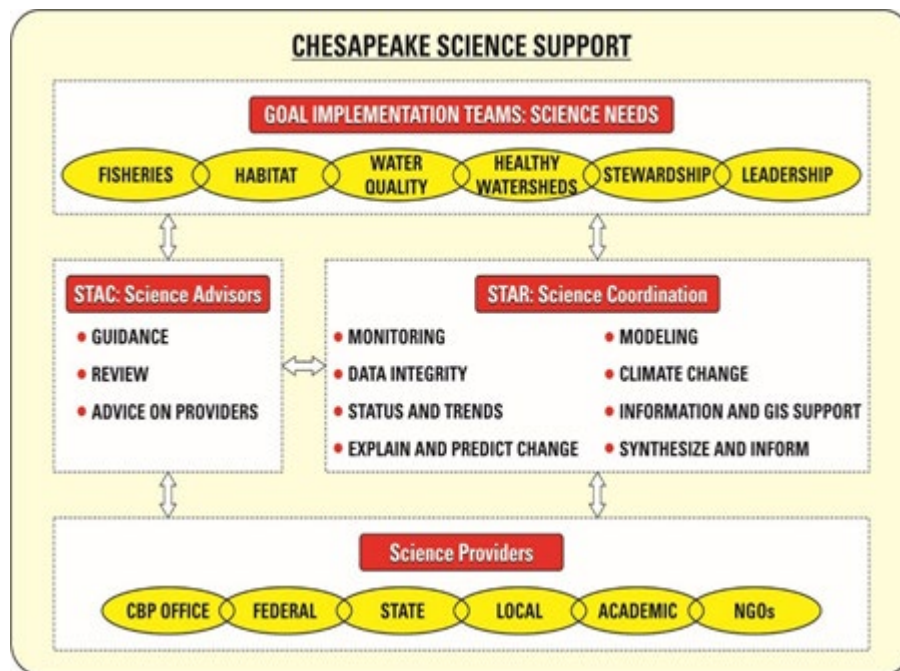 CHESAPEAKE SCIENCE SUPPORT
GOAL IMPLEMENTATION TEAMS: SCIENCE NEEDS
FISHERIES
HABITAT
WATER
QUALITY
HEALTHY
WATERSHEDS
STEWARDSHIP
LEADERSHIP
STAC: Science Advisors
GUIDANCE
REVIEW
ADVICE ON PROVIDERS
STAR: Science Coordination
MONITORING
DATA INTEGRITY
STATUS AND TRENDS
EXPLAIN AND PREDICT CHANGE
MODELING
CLIMATE CHANGE
INFORMATION AND GIS SUPPORT
SYNTHESIZE AND INFORM
Science Providers
CBP OFFICE
FEDERAL
STATE
LOCAL
ACADEMIC
NGOs